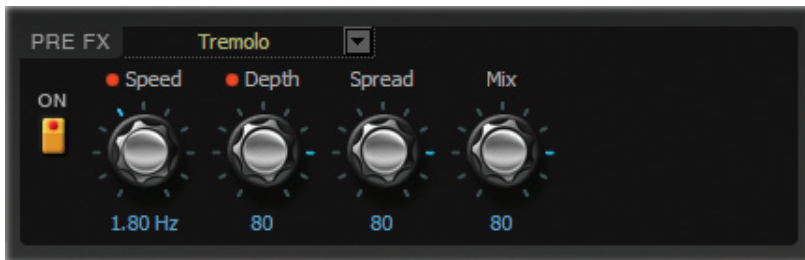 PRE FX Tremolo
ON Speed Depth Spread Mix
1.80 Hz 80 80 80